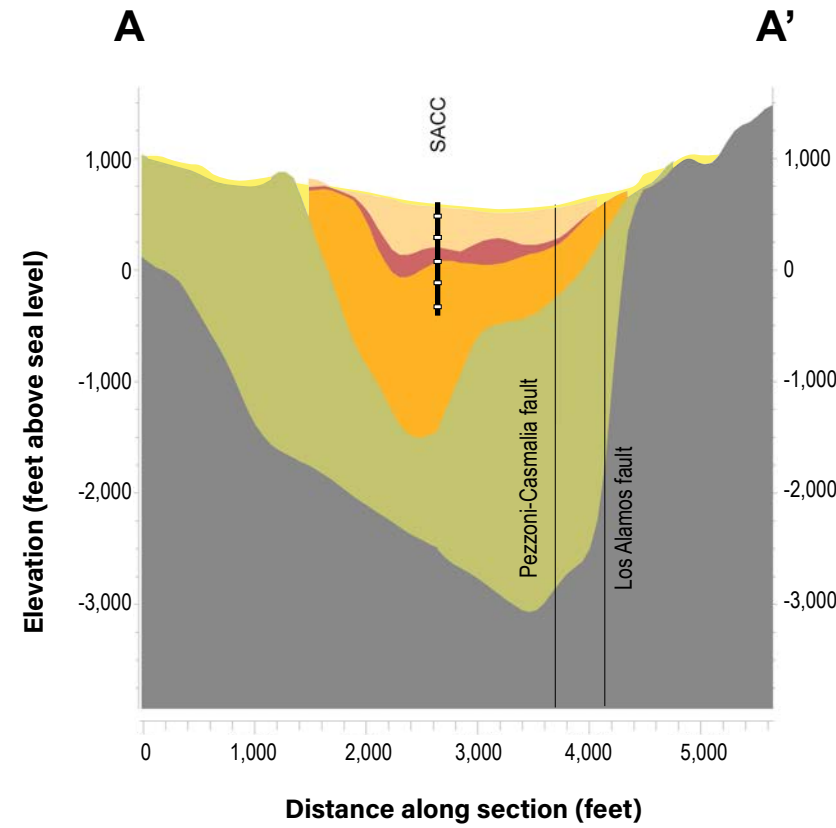 A
A’
SACC
1,000
0
-1,000
-2,000
-3,000
1,000
0
-1,000
-2,000
-3,000
Elevation (feet above sea level)
Pezzoni-Casmalia fault
Los Alamos fault
0
1,000
2,000
3,000
4,000
5,000
Distance along section (feet)